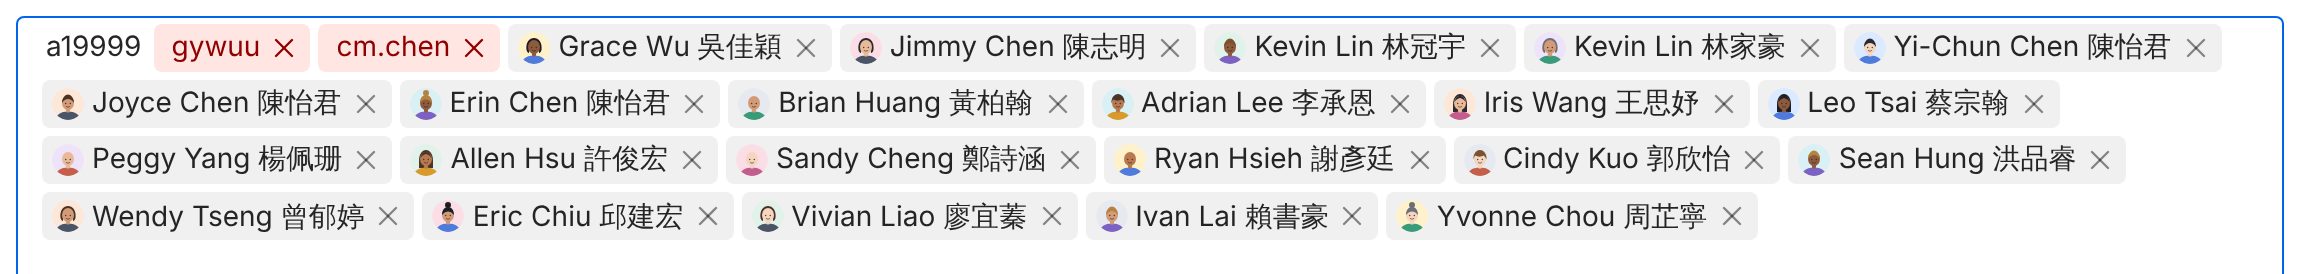 a19999 gywuu cm.chen Grace Wu 吳佳穎 Jimmy Chen 陳志明 Kevin Lin 林冠宇 Kevin Lin 林家豪 Yi-Chun Chen 陳怡君
Joyce Chen 陳怡君 Erin Chen 陳怡君 Brian Huang 黃柏翰 Adrian Lee 李承恩 Iris Wang 王思妤 Leo Tsai 蔡宗翰
Peggy Yang 楊佩珊 Allen Hsu 許俊宏 Sandy Cheng 鄭詩涵 Ryan Hsieh 謝彥廷 Cindy Kuo 郭欣怡 Sean Hung 洪品睿
Wendy Tseng 曾郁婷 Eric Chiu 邱建宏 Vivian Liao 廖宜蓁 Ivan Lai 賴書豪 Yvonne Chou 周芷寧